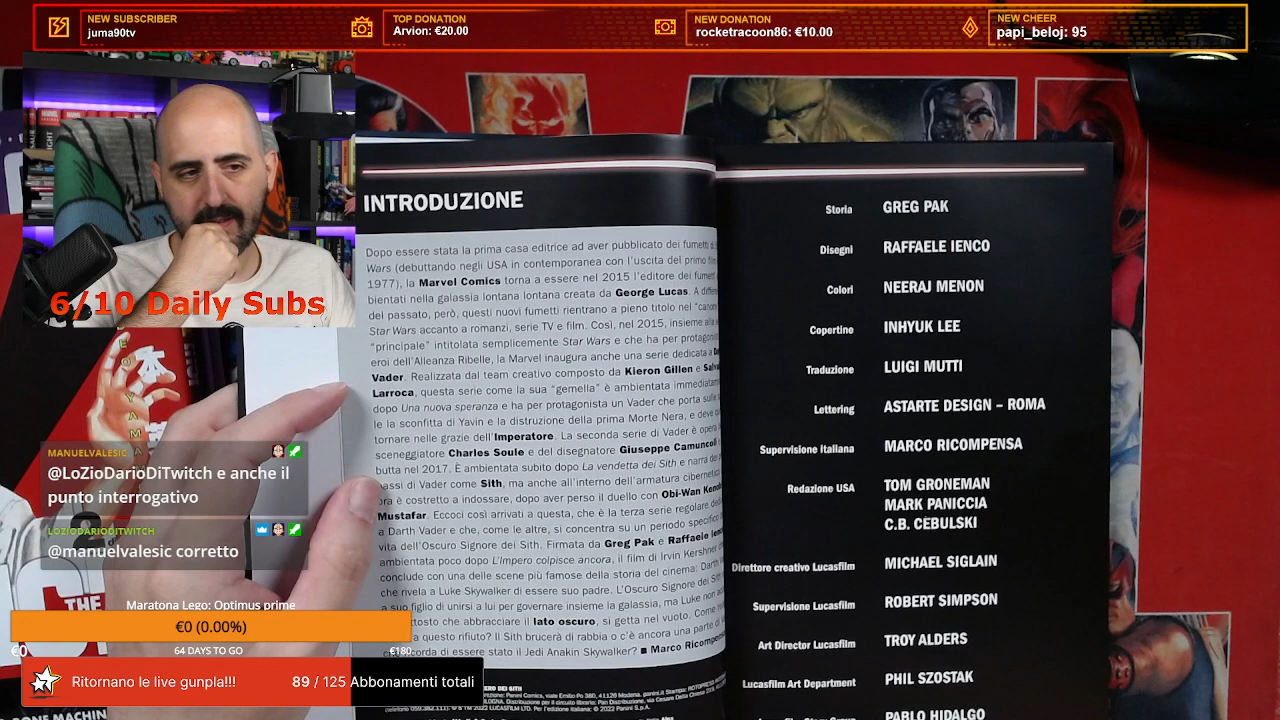 NEW SUBSCRIBER
juma90tv
TOP DONATION
Arvion: €20.00
NEW DONATION
rocketracoon86: €10.00
NEW CHEER
papi_beloj: 95
6/10 Daily Subs
MANUELVALESIC
@LoZioDarioDiTwitch e anche il
punto interrogativo
LOZIODARIODITWITCH
@manuelvalesic corretto
Maratona Lego: Optimus prime
€0 (0.00%)
€0
64 DAYS TO GO
€180
Ritornano le live gunpla!!!
89 / 125 Abbonamenti totali
THE
BONE MACHIN
INTRODUZIONE
Dopo essere stata la prima casa editrice ad aver pubblicato dei fumetti
Wars (debuttando negli USA in contemporanea con l'uscita del primo
1977), la Marvel Comics torna a essere nel 2015 l'editore dei fumetti
bientati nella galassia lontana lontana creata da George Lucas. A
del passato, però, questi nuovi fumetti rientrano a pieno titolo nel
Star Wars accanto a romanzi, serie TV e film. Così, nel 2015, insieme alla
"principale" intitolata semplicemente Star Wars e che ha per
eroi dell'Alleanza Ribelle, la Marvel inaugura anche una serie dedicata a
Vader. Realizzata dal team creativo composto da Kieron Gillen e
Larroca, questa serie come la sua "gemella" è ambientata
dopo Una nuova speranza e ha per protagonista un Vader che porta
le la sconfitta di Yavin e la distruzione della prima Morte Nera, e deve
tornare nelle grazie dell'Imperatore. La seconda serie di Vader è
sceneggiatore Charles Soule e del disegnatore Giuseppe Camuncoli
butta nel 2017. È ambientata subito dopo La vendetta dei Sith e narra
passi di Vader come Sith, ma anche all'interno dell'armatura
è costretto a indossare, dopo aver perso il duello con Obi-Wan
Mustafar. Eccoci così arrivati a questa, che è la terza serie regolare
a Darth Vader e che, come le altre, si concentra su un periodo specifico
vita dell'Oscuro Signore dei Sith. Firmata da Greg Pak e Raffaele Ienco
ambientata poco dopo L'Impero colpisce ancora, il film di Irvin Kershner
conclude con una delle scene più famose della storia del cinema: Darth
che rivela a Luke Skywalker di essere suo padre. L'Oscuro Signore dei
a suo figlio di unirsi a lui per governare insieme la galassia, ma Luke non
che abbracciare il lato oscuro, si getta nel vuoto. Come
a questo rifiuto? Il Sith brucerà di rabbia o c'è ancora una parte
di essere stato il Jedi Anakin Skywalker? ■ Marco Ricompensa
Storia GREG PAK
Disegni RAFFAELE IENCO
Colori NEERAJ MENON
Copertine INHYUK LEE
Traduzione LUIGI MUTTI
Lettering ASTARTE DESIGN – ROMA
Supervisione Italiana MARCO RICOMPENSA
Redazione USA TOM GRONEMAN
MARK PANICCIA
C.B. CEBULSKI
Direttore creativo Lucasfilm MICHAEL SIGLAIN
Supervisione Lucasfilm ROBERT SIMPSON
Art Director Lucasfilm TROY ALDERS
Lucasfilm Art Department PHIL SZOSTAK
PABLO HIDALGO